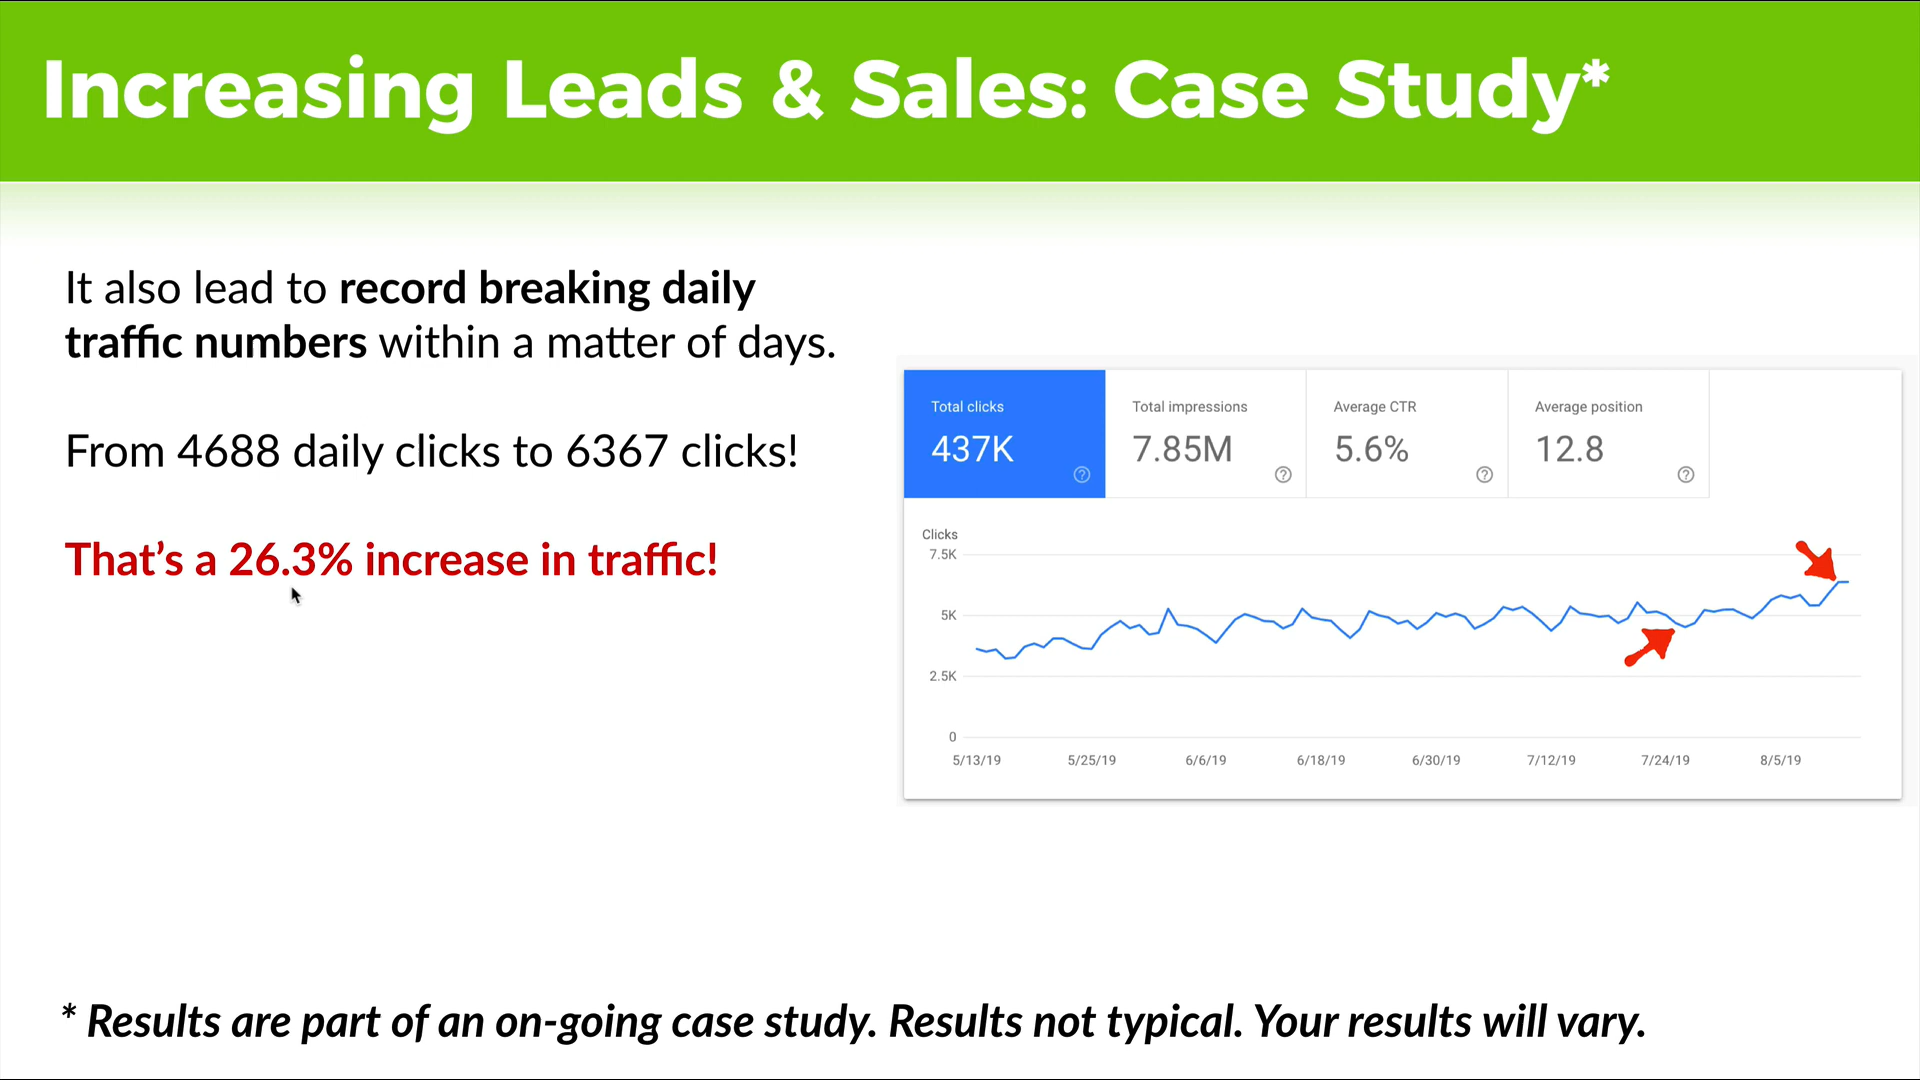 Increasing Leads & Sales: Case Study*
It also lead to record breaking daily
traffic numbers within a matter of days.
From 4688 daily clicks to 6367 clicks!
That's a 26.3% increase in traffic!
Total clicks
437K
Total impressions
7.85M
Average CTR
5.6%
Average position
12.8
Clicks
7.5K
5K
2.5K
0
5/13/19 5/25/19 6/6/19 6/18/19 6/30/19 7/12/19 7/24/19 8/5/19
* Results are part of an on-going case study. Results not typical. Your results will vary.